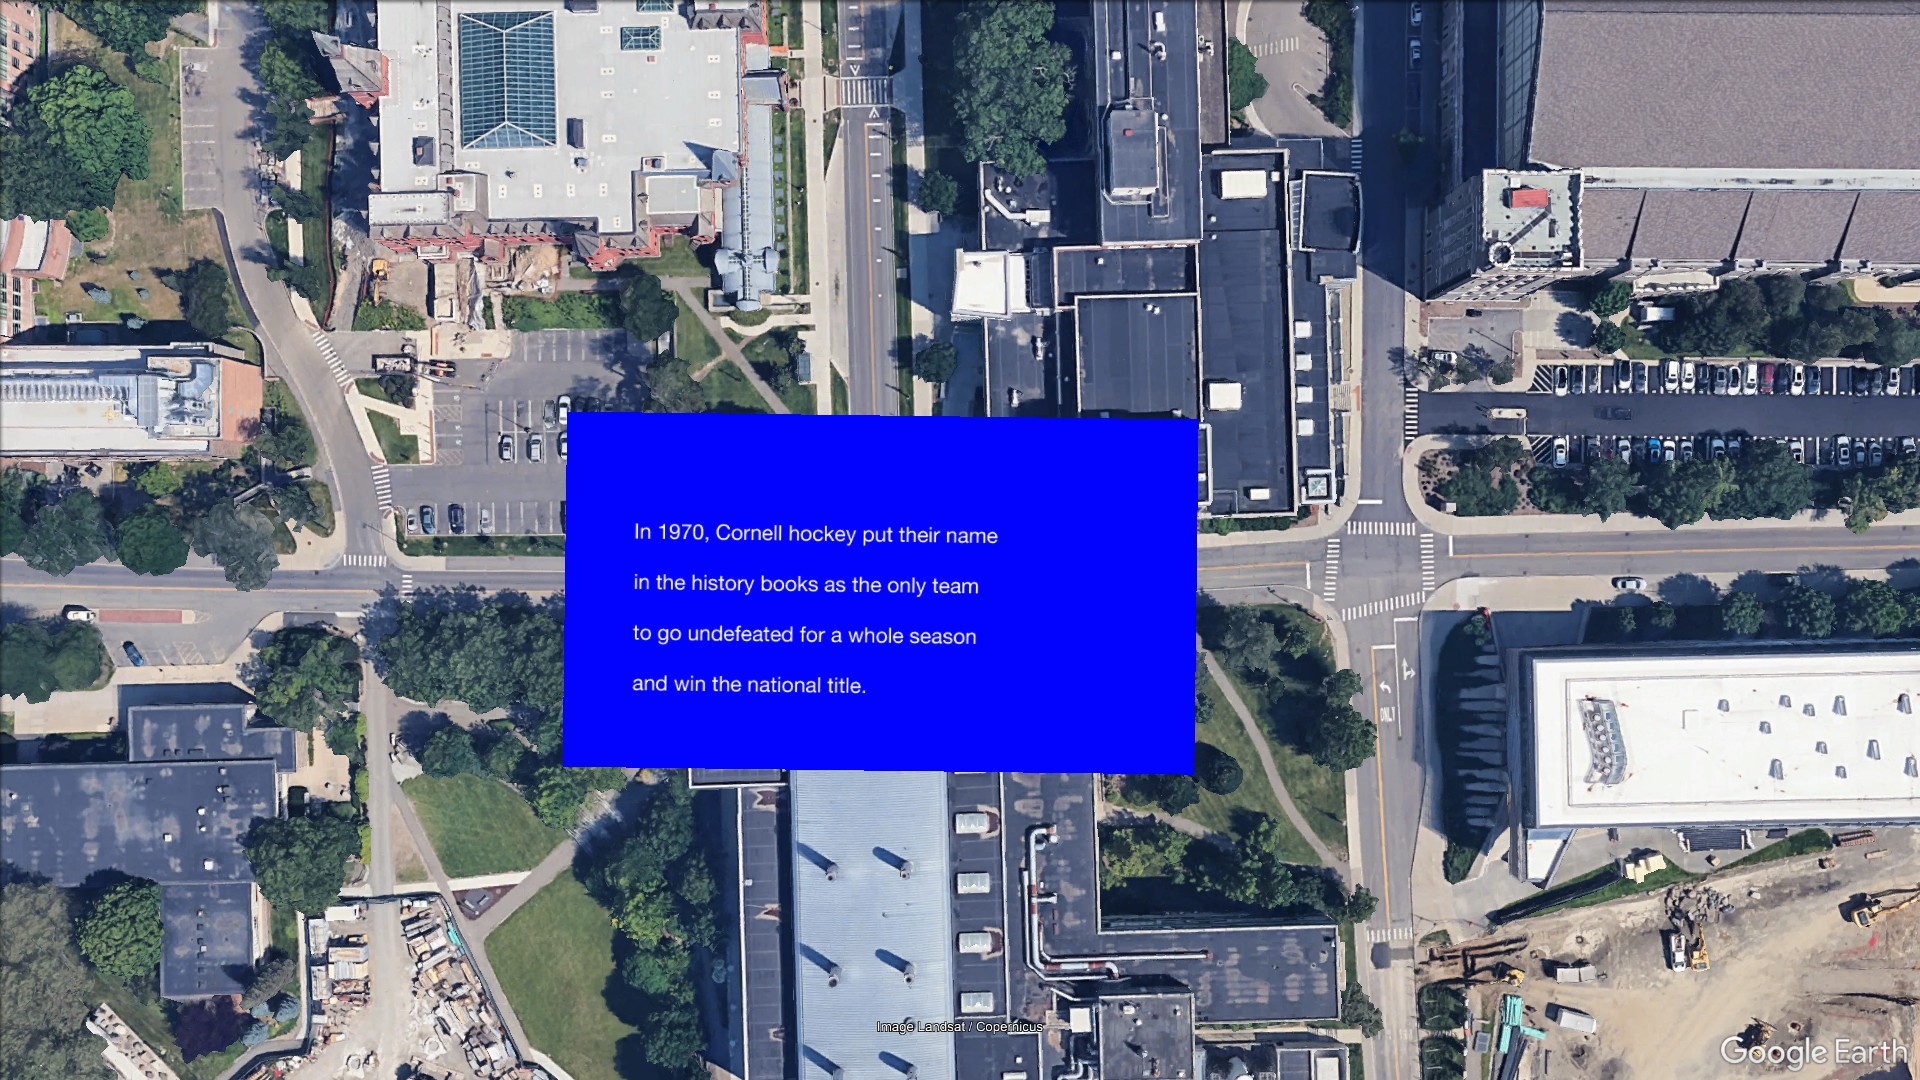 In 1970, Cornell hockey put their name
in the history books as the only team
to go undefeated for a whole season
and win the national title.
ONLY
Image Landsat / Copernicus
Google Earth